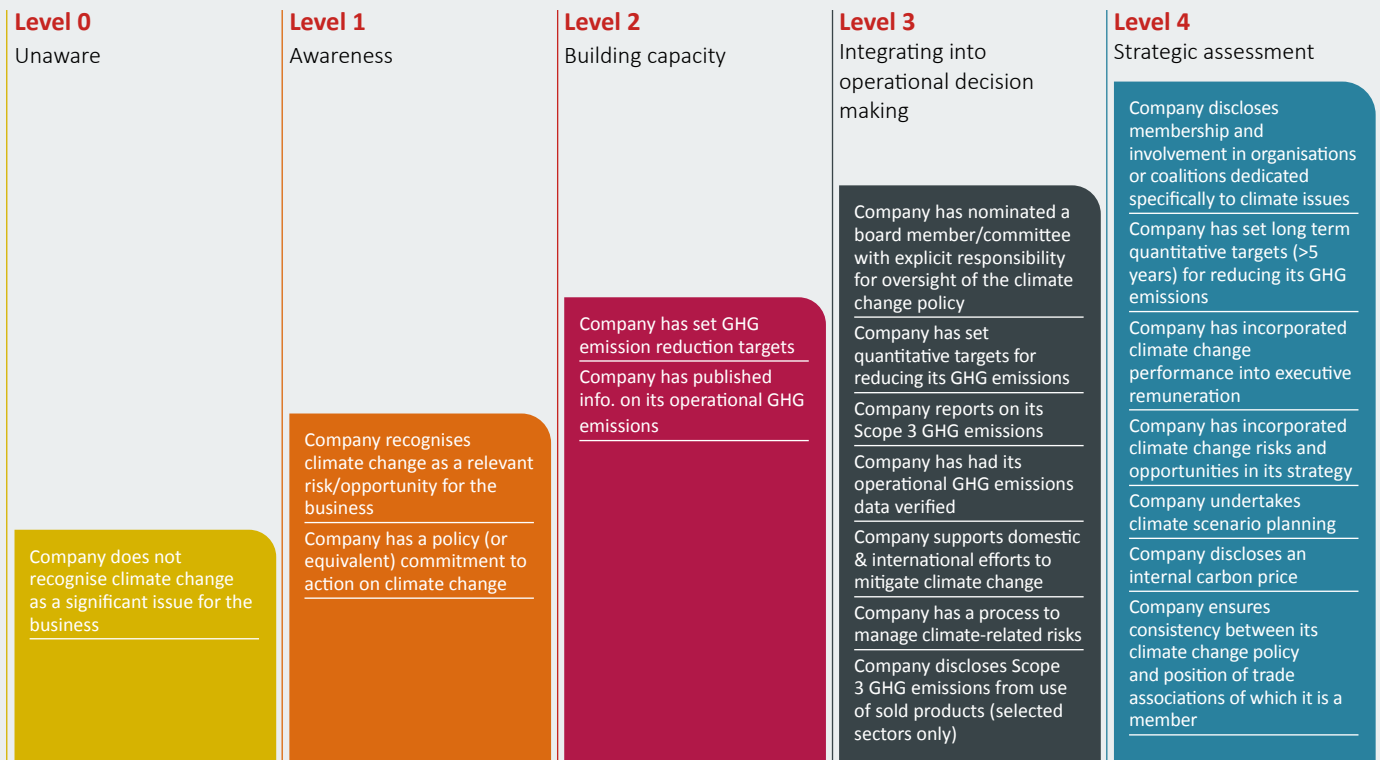 Level 0
Unaware
Company does not
recognise climate change
as a significant issue for the
business
Level 1
Awareness
Company recognises
climate change as a relevant
risk/opportunity for the
business
Company has a policy (or
equivalent) commitment to
action on climate change
Level 2
Building capacity
Company has set GHG
emission reduction targets
Company has published
info. on its operational GHG
emissions
Level 3
Integrating into
operational decision
making
Company has nominated a
board member/committee
with explicit responsibility
for oversight of the climate
change policy
Company has set
quantitative targets for
reducing its GHG emissions
Company reports on its
Scope 3 GHG emissions
Company has had its
operational GHG emissions
data verified
Company supports domestic
& international efforts to
mitigate climate change
Company has a process to
manage climate-related risks
Company discloses Scope
3 GHG emissions from use
of sold products (selected
sectors only)
Level 4
Strategic assessment
Company discloses
membership and
involvement in organisations
or coalitions dedicated
specifically to climate issues
Company has set long term
quantitative targets (>5
years) for reducing its GHG
emissions
Company has incorporated
climate change
performance into executive
remuneration
Company has incorporated
climate change risks and
opportunities in its strategy
Company undertakes
climate scenario planning
Company discloses an
internal carbon price
Company ensures
consistency between its
climate change policy
and position of trade
associations of which it is a
member